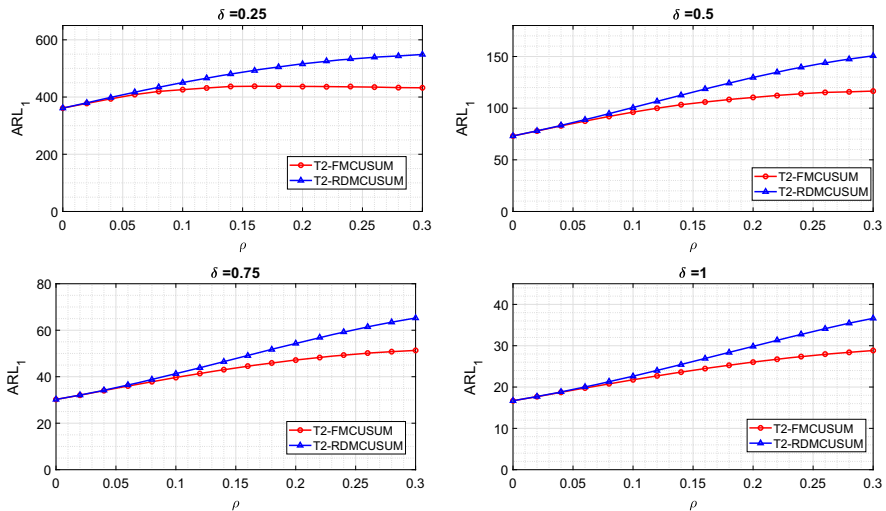 δ =0.25
ARL1
600
400
200
0
0 0.05 0.1 0.15 0.2 0.25 0.3
ρ
T2-FMCUSUM
T2-RDMCUSUM
δ =0.5
ARL1
150
100
50
0
0 0.05 0.1 0.15 0.2 0.25 0.3
ρ
T2-FMCUSUM
T2-RDMCUSUM
δ =0.75
ARL1
80
60
40
20
0
0 0.05 0.1 0.15 0.2 0.25 0.3
ρ
T2-FMCUSUM
T2-RDMCUSUM
δ =1
ARL1
40
30
20
10
0
0 0.05 0.1 0.15 0.2 0.25 0.3
ρ
T2-FMCUSUM
T2-RDMCUSUM